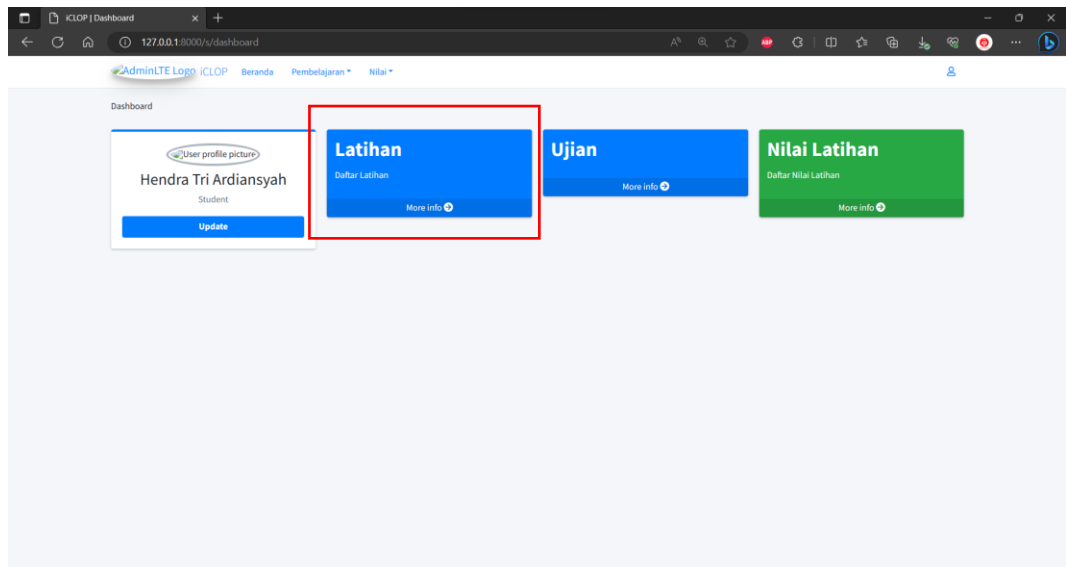 iCLOP | Dashboard
127.0.0.1:8000/s/dashboard
ABP
AdminLTE Logo iCLOP Beranda Pembelajaran Nilai
Dashboard
User profile picture
Hendra Tri Ardiansyah
Student
Update
Latihan
Daftar Latihan
More info
Ujian
More info
Nilai Latihan
Daftar Nilai Latihan
More info